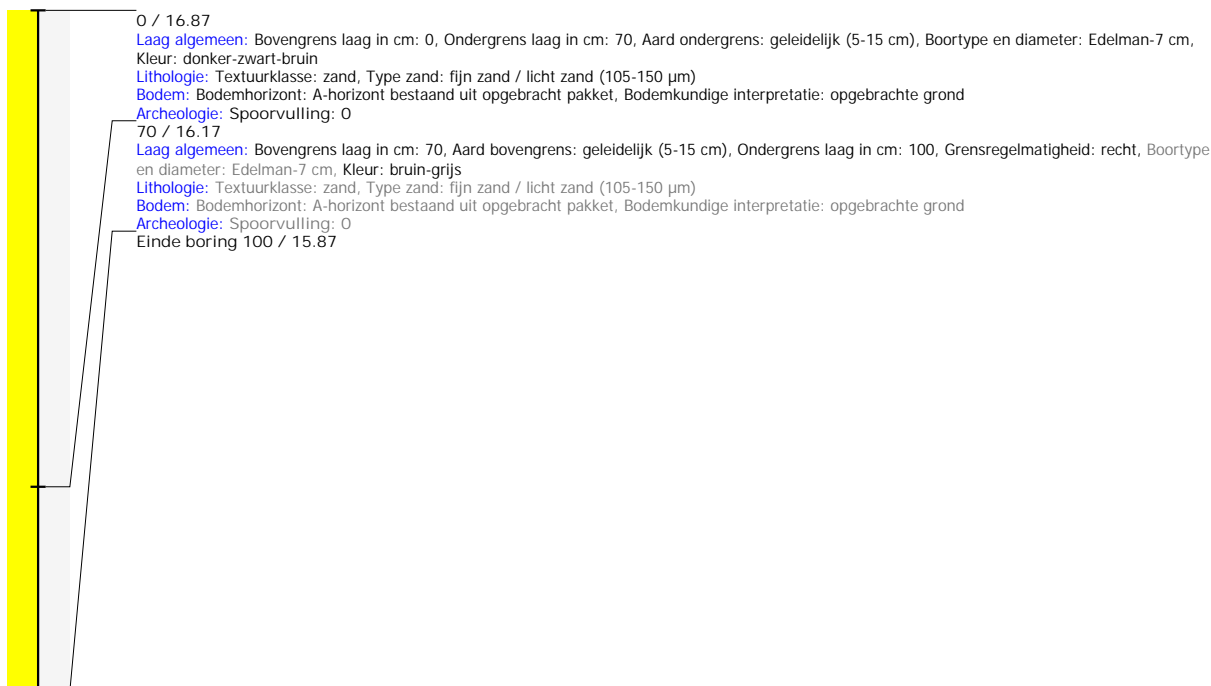 0 / 16.87
Laag algemeen: Bovengrens laag in cm: 0, Ondergrens laag in cm: 70, Aard ondergrens: geleidelijk (5-15 cm), Boortype en diameter: Edelman-7 cm,
Kleur: donker-zwart-bruin
Lithologie: Textuurklasse: zand, Type zand: fijn zand / licht zand (105-150 µm)
Bodem: Bodemhorizont: A-horizont bestaand uit opgebracht pakket, Bodemkundige interpretatie: opgebrachte grond
Archeologie: Spoorvulling: 0
70 / 16.17
Laag algemeen: Bovengrens laag in cm: 70, Aard bovengrens: geleidelijk (5-15 cm), Ondergrens laag in cm: 100, Grensregelmatigheid: recht, Boortype
en diameter: Edelman-7 cm, Kleur: bruin-grijs
Lithologie: Textuurklasse: zand, Type zand: fijn zand / licht zand (105-150 µm)
Bodem: Bodemhorizont: A-horizont bestaand uit opgebracht pakket, Bodemkundige interpretatie: opgebrachte grond
Archeologie: Spoorvulling: 0
Einde boring 100 / 15.87